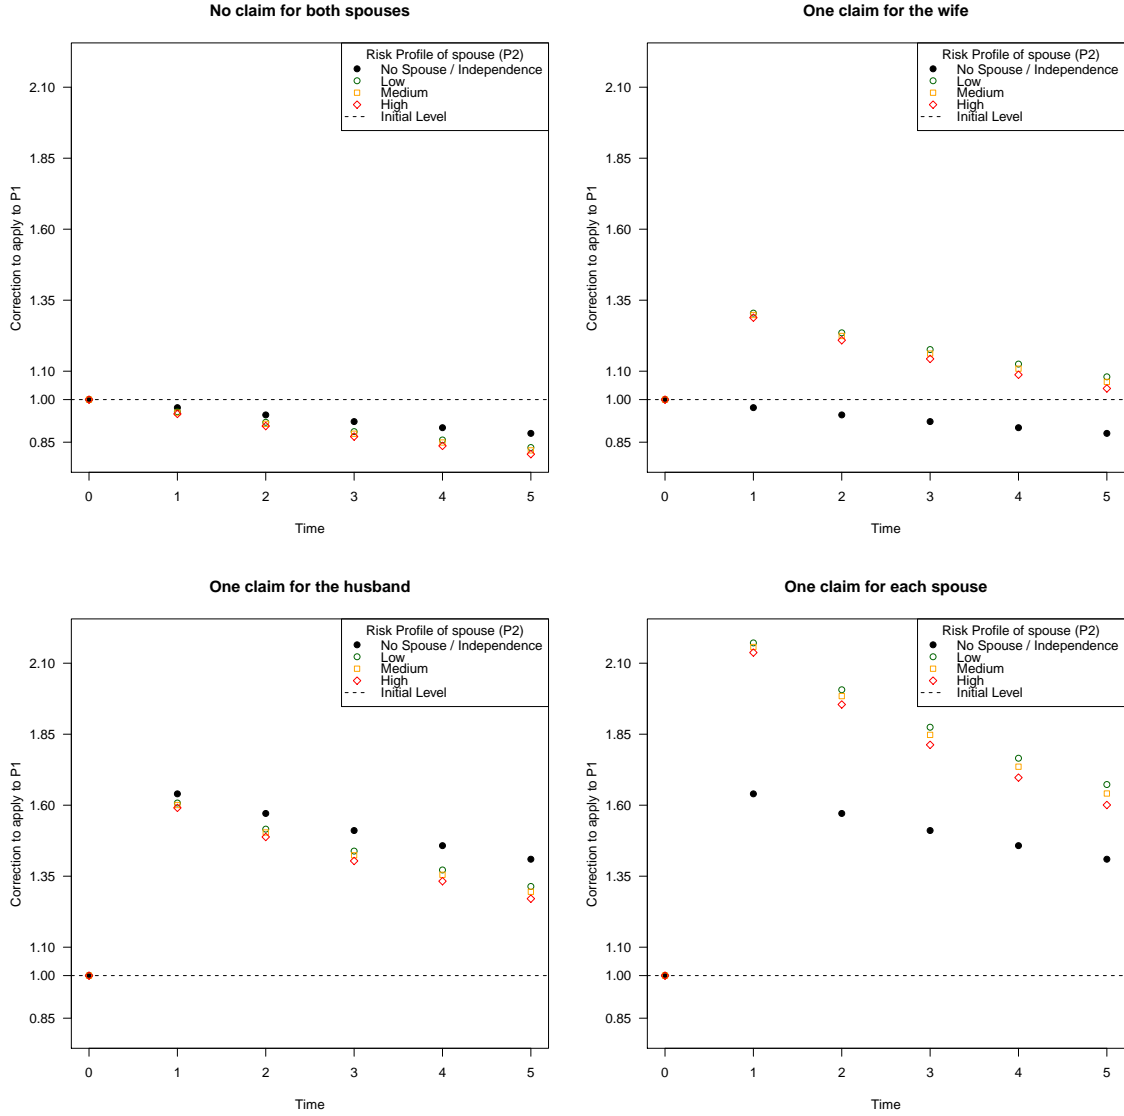 No claim for both spouses
Risk Profile of spouse (P2)
No Spouse / Independence
Low
Medium
High
Initial Level
Correction to apply to P1
2.10
1.85
1.60
1.35
1.10
1.00
0.85
0 1 2 3 4 5
Time
One claim for the wife
Risk Profile of spouse (P2)
No Spouse / Independence
Low
Medium
High
Initial Level
Correction to apply to P1
2.10
1.85
1.60
1.35
1.10
1.00
0.85
0 1 2 3 4 5
Time
One claim for the husband
Risk Profile of spouse (P2)
No Spouse / Independence
Low
Medium
High
Initial Level
Correction to apply to P1
2.10
1.85
1.60
1.35
1.10
1.00
0.85
0 1 2 3 4 5
Time
One claim for each spouse
Risk Profile of spouse (P2)
No Spouse / Independence
Low
Medium
High
Initial Level
Correction to apply to P1
2.10
1.85
1.60
1.35
1.10
1.00
0.85
0 1 2 3 4 5
Time